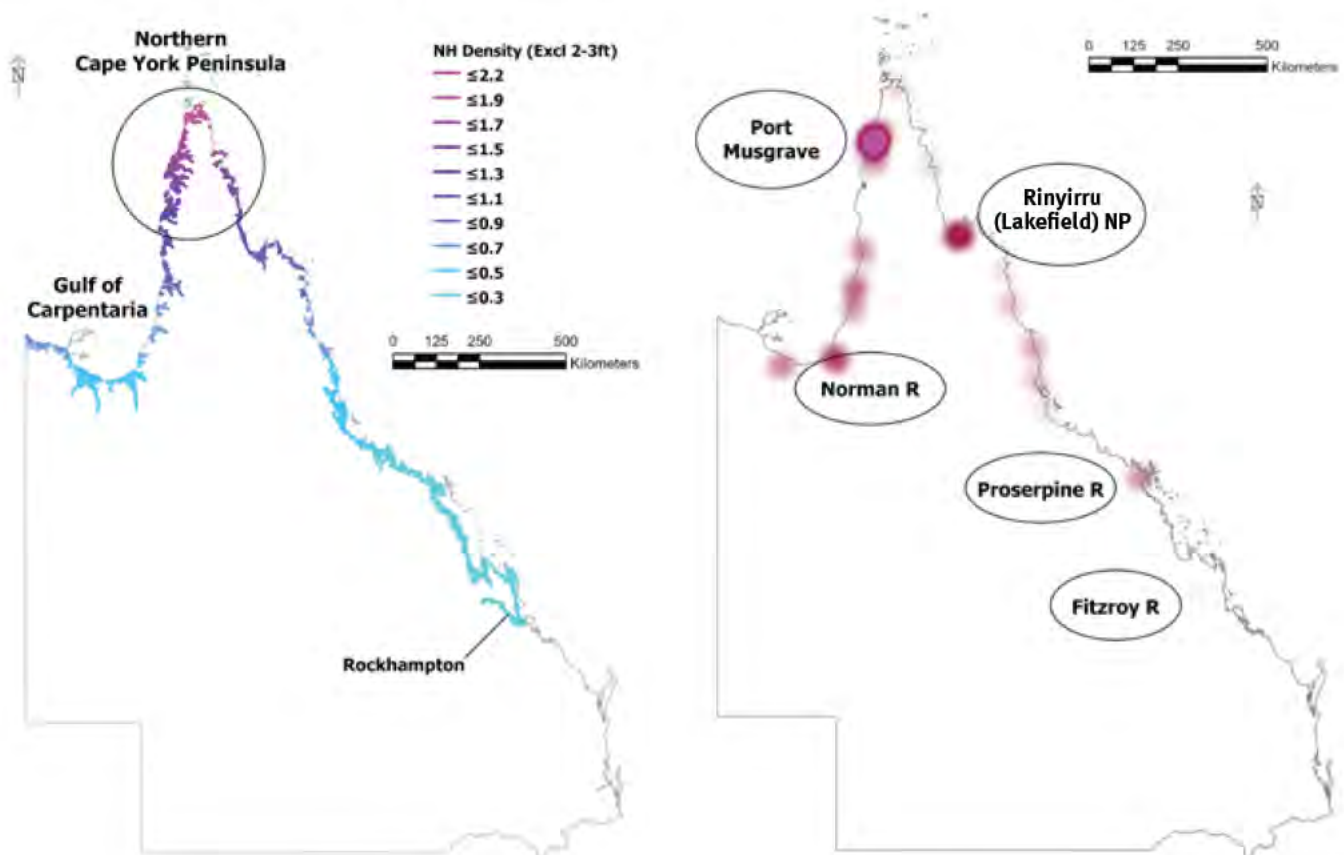 Northern
Cape York Peninsula
N
Gulf of
Carpentaria
NH Density (Excl 2-3ft)
≤2.2
≤1.9
≤1.7
≤1.5
≤1.3
≤1.1
≤0.9
≤0.7
≤0.5
≤0.3
0 125 250 500
Kilometers
Rockhampton
0 125 250 500
Kilometers
Port
Musgrave
Rinyirru
(Lakefield) NP
N
Norman R
Proserpine R
Fitzroy R